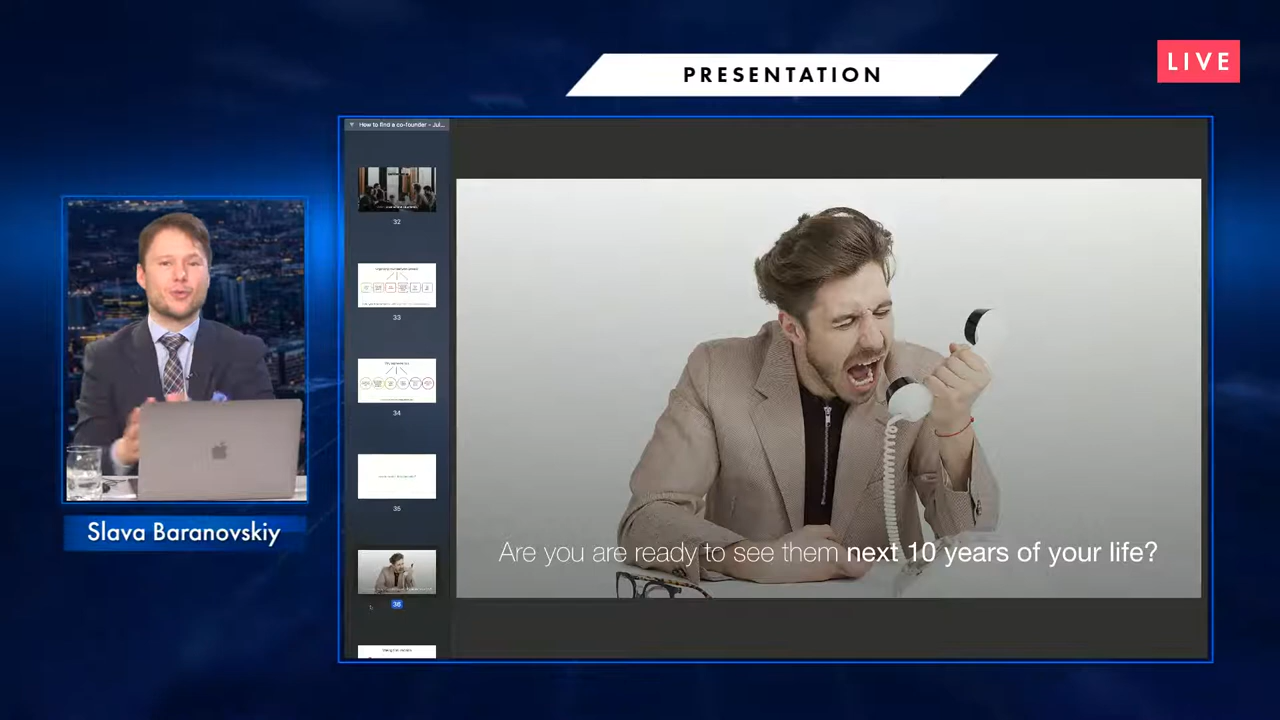 PRESENTATION
LIVE
How to find a co-founder - Jul...
32
33
34
35
36
Slava Baranovskiy
Are you are ready to see them next 10 years of your life?